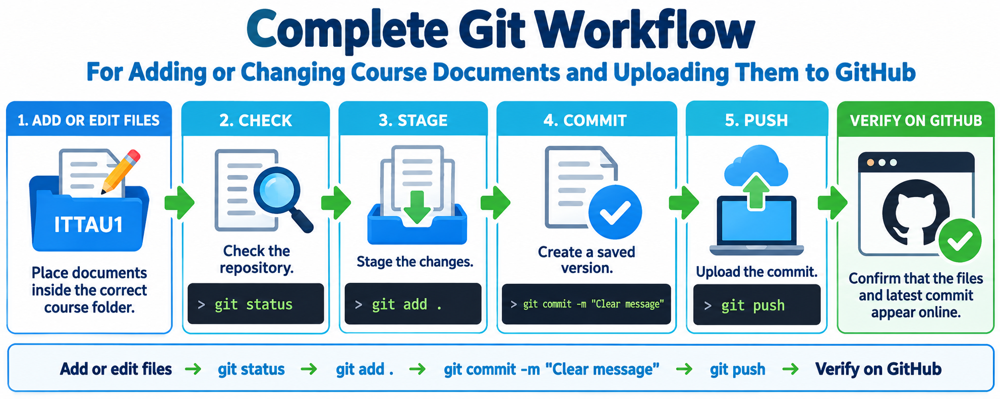 Complete Git Workflow
For Adding or Changing Course Documents and Uploading Them to GitHub
1. ADD OR EDIT FILES
ITTAU1
Place documents
inside the correct
course folder.
2. CHECK
Check the
repository.
> git status
3. STAGE
Stage the changes.
> git add .
4. COMMIT
Create a saved
version.
> git commit -m "Clear message"
5. PUSH
Upload the commit.
> git push
VERIFY ON GITHUB
Confirm that the files
and latest commit
appear online.
Add or edit files → git status → git add . → git commit -m "Clear message" → git push → Verify on GitHub